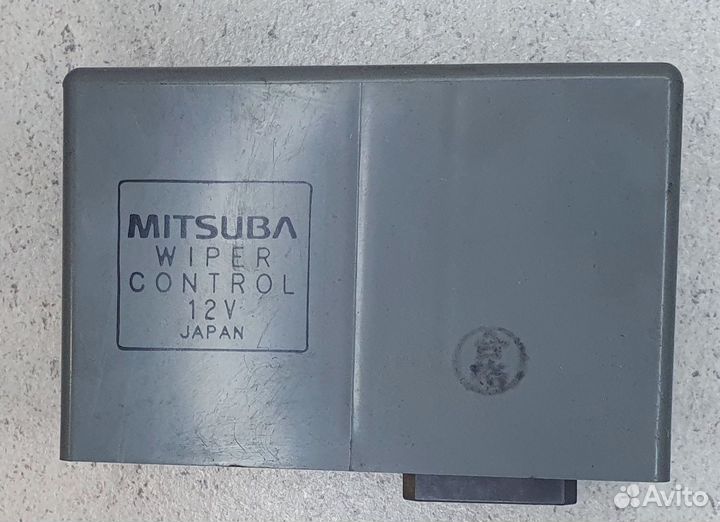 MITSUBA
WIPER
CONTROL
12V
JAPAN
Avito